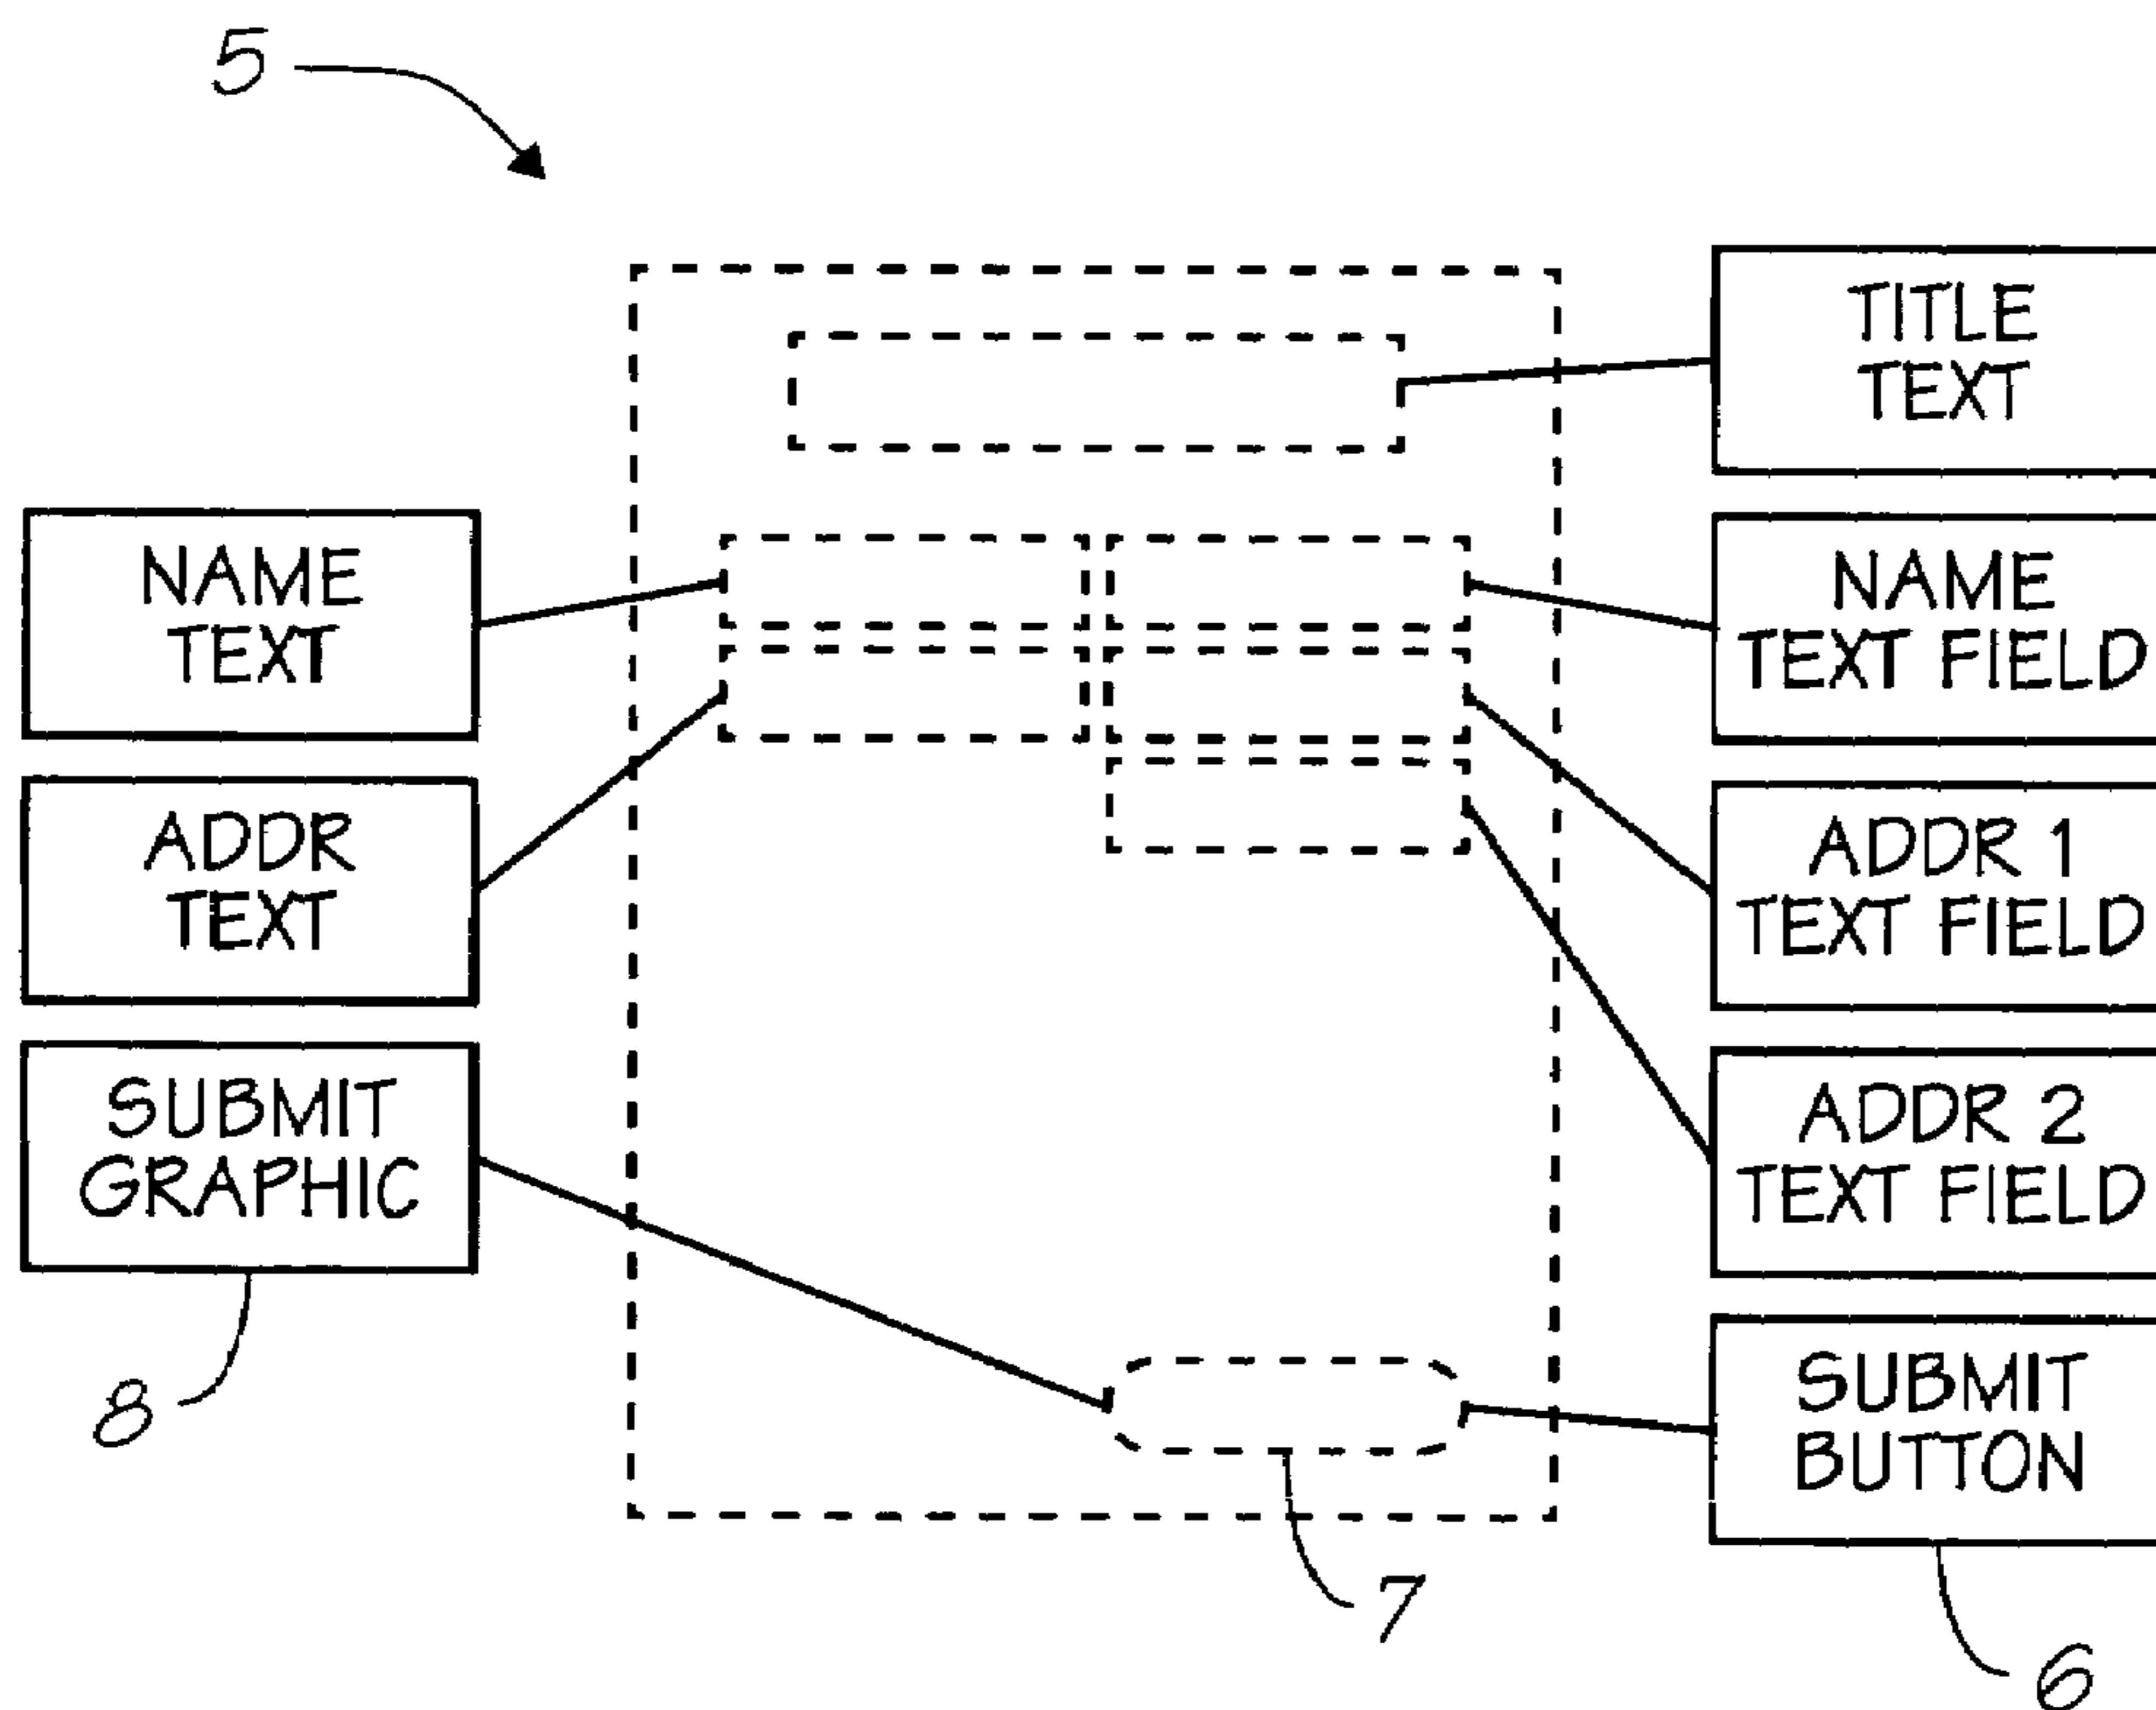 5
TITLE
TEXT
NAME
TEXT
NAME
TEXT FIELD
ADDR
TEXT
ADDR 1
TEXT FIELD
SUBMIT
GRAPHIC
ADDR 2
TEXT FIELD
SUBMIT
BUTTON
8
7
6